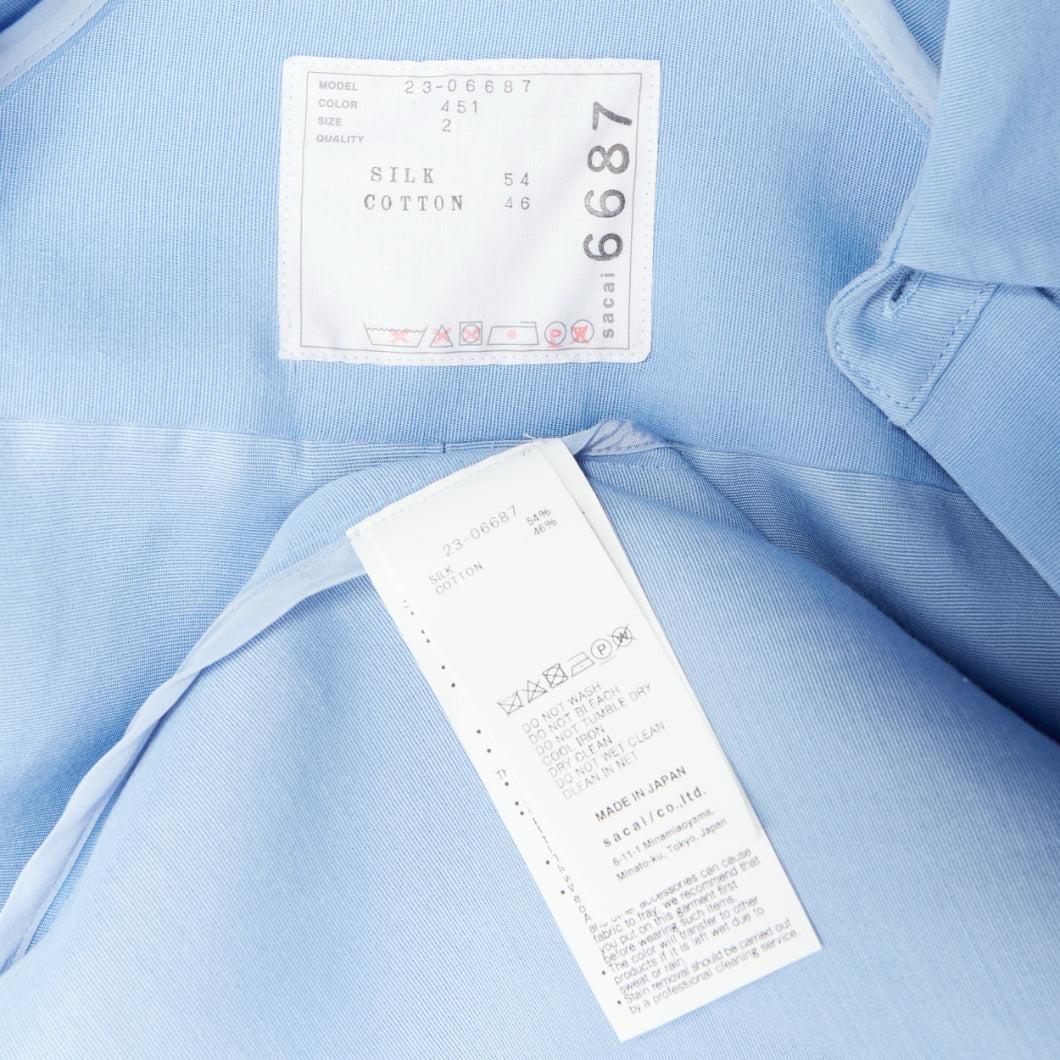 MODEL 23-06687
COLOR 451
SIZE 2
QUALITY
SILK 54
COTTON 46
sacai 6687
P W
23-06687
SILK 54%
COTTON 46%
P W
DO NOT WASH
DO NOT BLEACH
DO NOT TUMBLE DRY
COOL IRON
DRY CLEAN
DO NOT WET CLEAN
CLEAN IN NET
MADE IN JAPAN
sacai/co.,ltd.
6-11-1 Minamiaoyama,
Minato-ku, Tokyo, Japan
and other accessories can cause
fabric to fray, we recommend that
you put on this garment first
before wearing such items.
• The color will transfer to other
products if it is left wet due to
sweat or rain.
• Stain removal should be carried out
by a professional cleaning service.